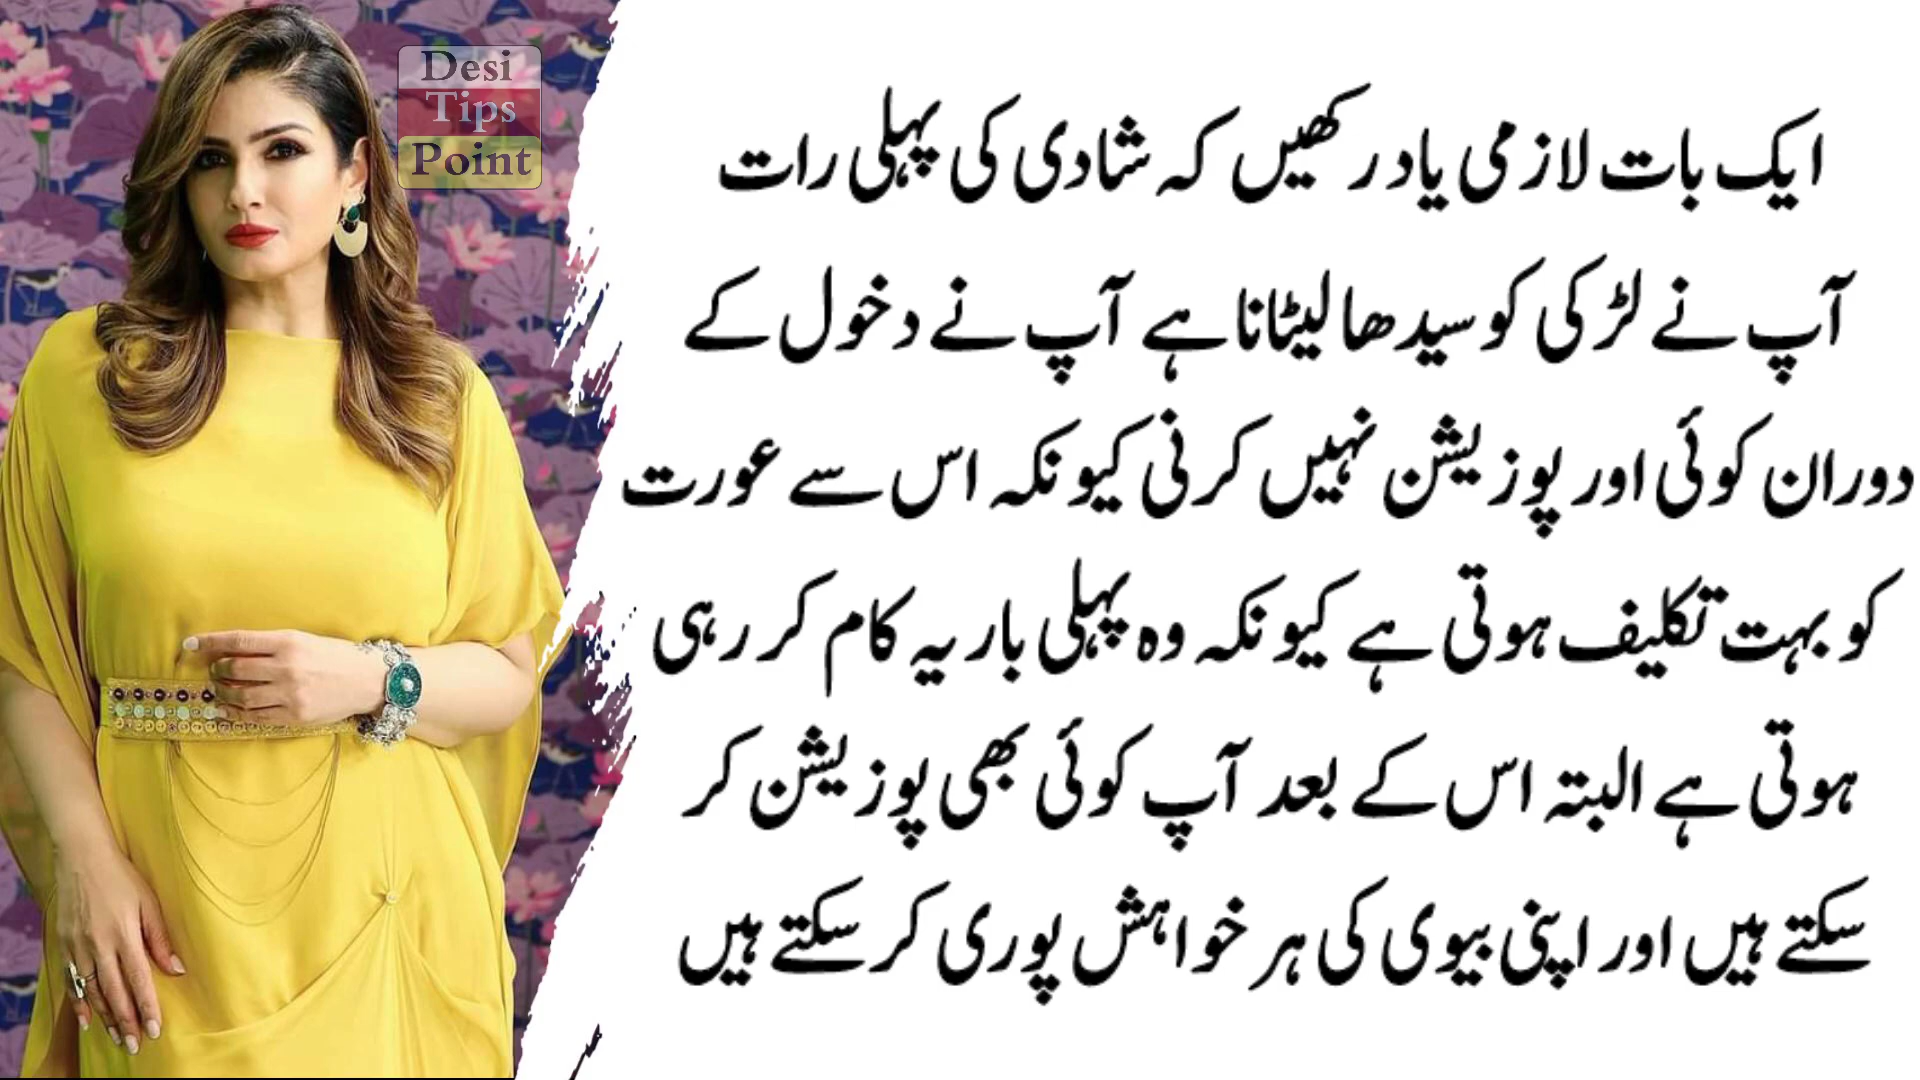 Desi
Tips
Point
ایک بات لازمی یاد رکھیں کہ شادی کی پہلی رات
آپ نے لڑکی کو سیدھا لیٹانا ہے آپ نے دخول کے
دوران کوئی اور پوزیشن نہیں کرنی کیونکہ اس سے عورت
کو بہت تکلیف ہوتی ہے کیونکہ وہ پہلی بار یہ کام کر رہی
ہوتی ہے البتہ اس کے بعد آپ کوئی بھی پوزیشن کر
سکتے ہیں اور اپنی بیوی کی ہر خواہش پوری کر سکتے ہیں